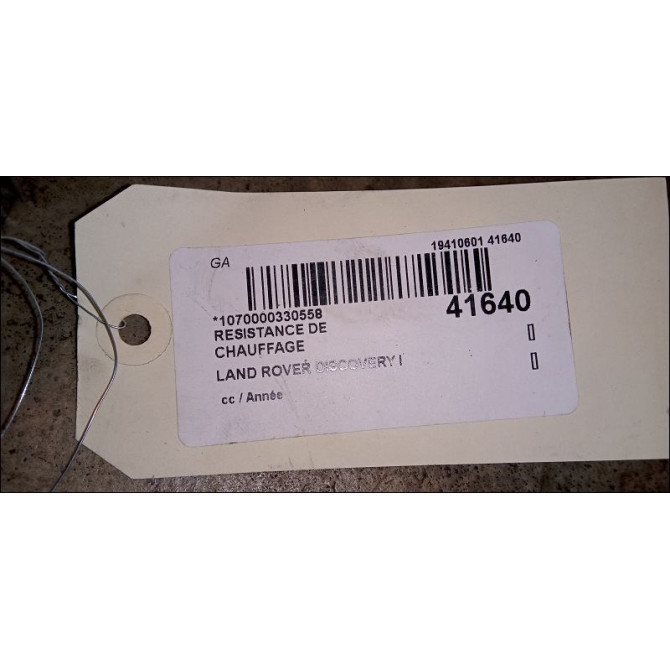 GA
19410601 41640
*1070000330558
41640
RESISTANCE DE
CHAUFFAGE
LAND ROVER DISCOVERY I
cc / Année